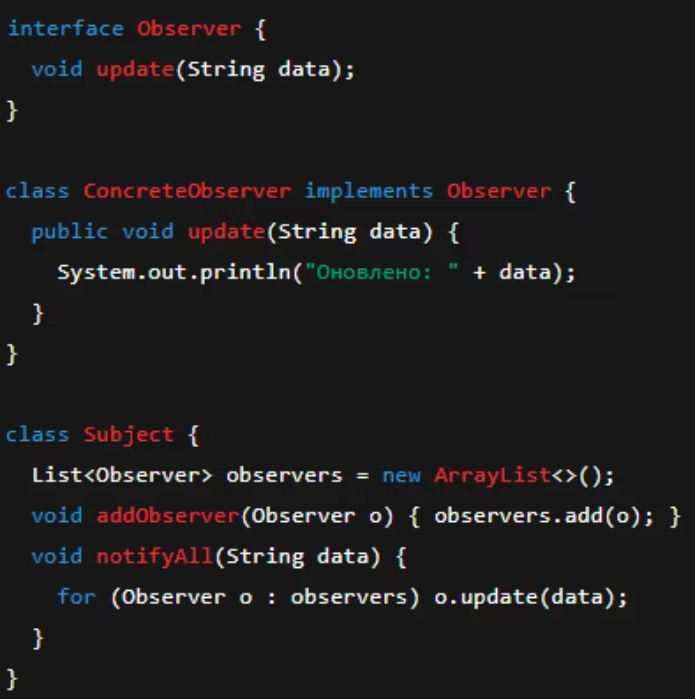 interface Observer {
  void update(String data);
}

class ConcreteObserver implements Observer {
  public void update(String data) {
    System.out.println("Оновлено: " + data);
  }
}

class Subject {
  List<Observer> observers = new ArrayList<>();
  void addObserver(Observer o) { observers.add(o); }
  void notifyAll(String data) {
    for (Observer o : observers) o.update(data);
  }
}